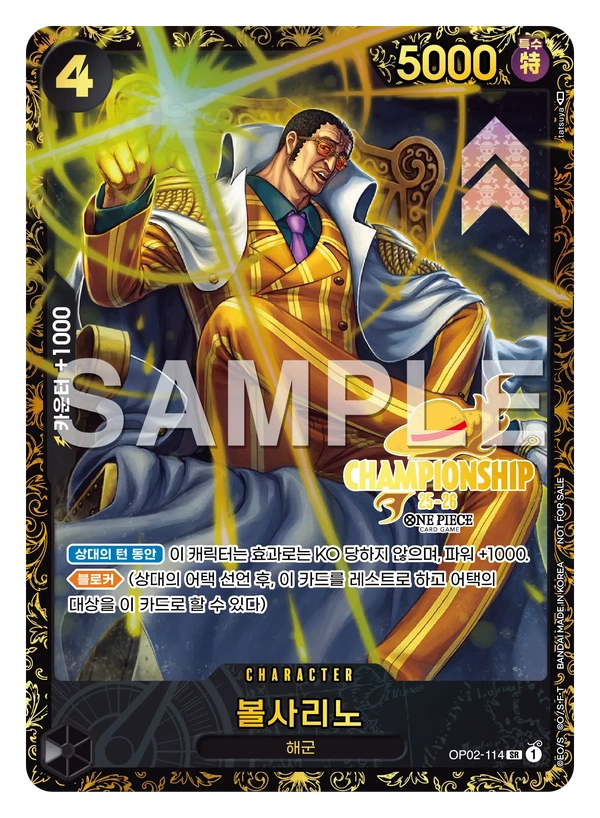 4
5000
특수
特
tatsuya
카운터 +1000
SAMPLE
CHAMPIONSHIP
25-26
ONE PIECE
CARD GAME
상대의 턴 동안 이 캐릭터는 효과로는 KO 당하지 않으며, 파워 +1000.
블로커 (상대의 어택 선언 후, 이 카드를 레스트로 하고 어택의
대상을 이 카드로 할 수 있다)
CHARACTER
볼사리노
해군
OP02-114 SR 1
©E.O/S. ©E.O./S.,F.,T BANDAI MADE IN KOREA NOT FOR SALE